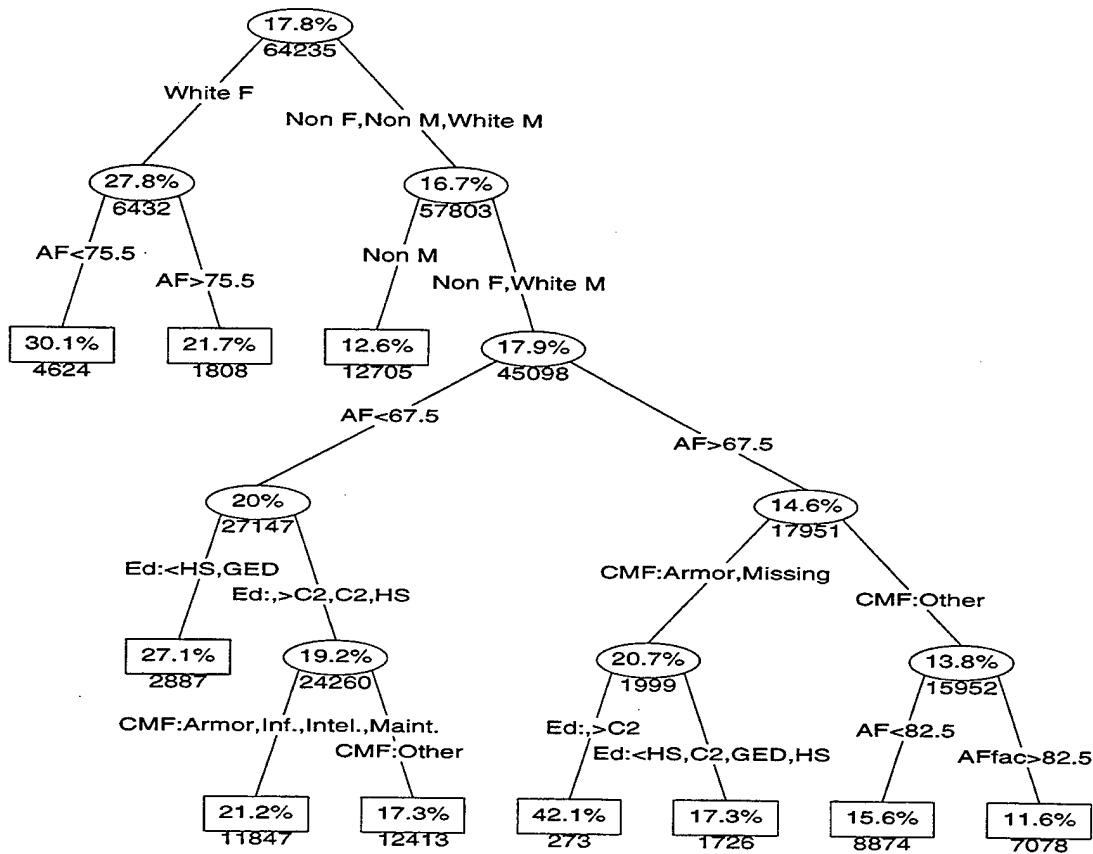 17.8%
64235
White F
Non F,Non M,White M
27.8%
6432
16.7%
57803
AF<75.5
AF>75.5
Non M
Non F,White M
30.1%
4624
21.7%
1808
12.6%
12705
17.9%
45098
AF<67.5
AF>67.5
20%
27147
14.6%
17951
Ed:<HS,GED
Ed:,>C2,C2,HS
CMF:Armor,Missing
CMF:Other
27.1%
2887
19.2%
24260
20.7%
1999
13.8%
15952
CMF:Armor,Inf.,Intel.,Maint.
CMF:Other
Ed:,>C2
Ed:<HS,C2,GED,HS
AF<82.5
AFfac>82.5
21.2%
11847
17.3%
12413
42.1%
273
17.3%
1726
15.6%
8874
11.6%
7078